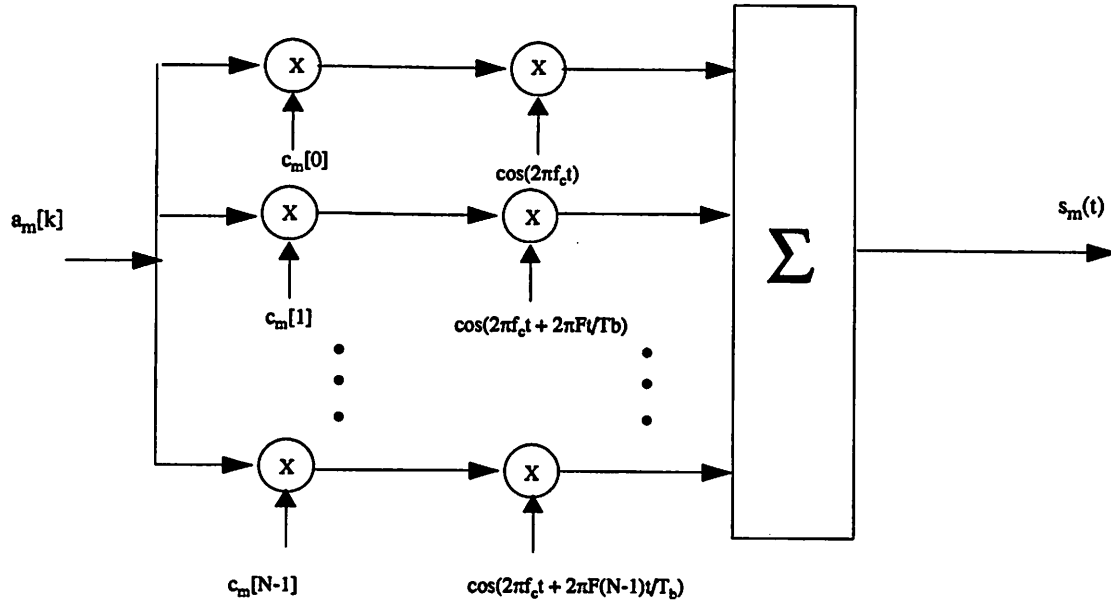 X
X
c_m[0]
cos(2πf_ct)
a_m[k]
X
X
Σ
s_m(t)
c_m[1]
cos(2πf_ct + 2πFt/Tb)
X
X
c_m[N-1]
cos(2πf_ct + 2πF(N-1)t/T_b)